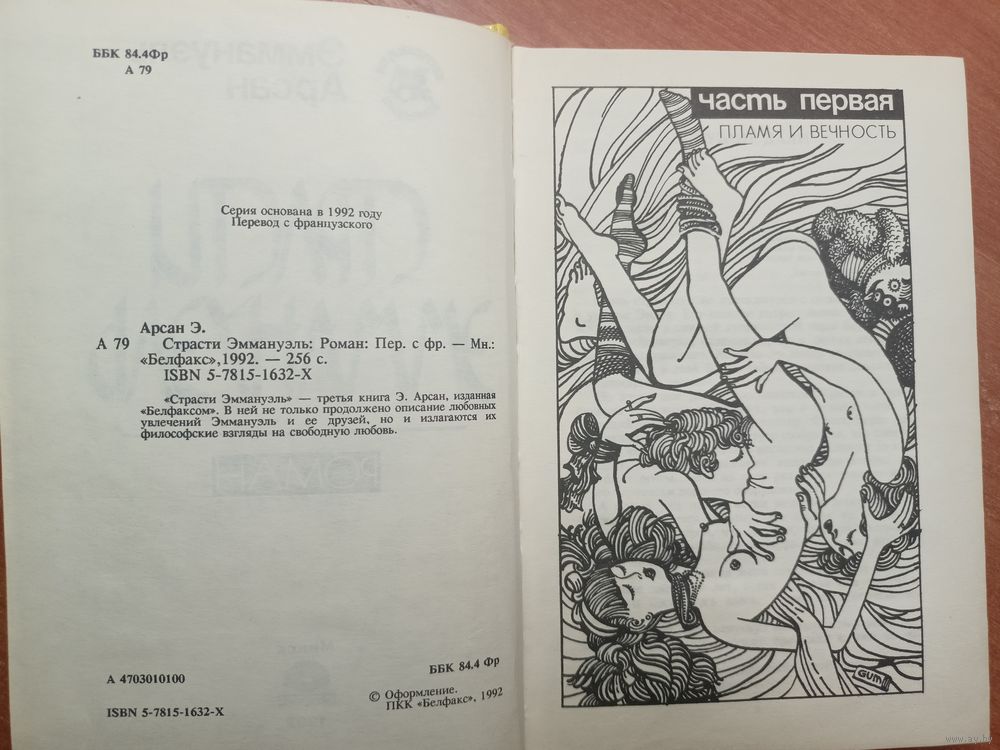 ББК 84.4Фр
А 79
Серия основана в 1992 году
Перевод с французского
Арсан Э.
А 79 Страсти Эммануэль: Роман: Пер. с фр. — Мн.:
«Белфакс»,1992. — 256 с.
ISBN 5-7815-1632-X
«Страсти Эммануэль» — третья книга Э. Арсан, изданная
«Белфаксом». В ней не только продолжено описание любовных
увлечений Эммануэль и ее друзей, но и излагаются их
философские взгляды на свободную любовь.
А 4703010100
ББК 84.4 Фр
ISBN 5-7815-1632-X
© Оформление.
ПКК «Белфакс», 1992
часть первая
ПЛАМЯ И ВЕЧНОСТЬ
GUM
www.ay.by